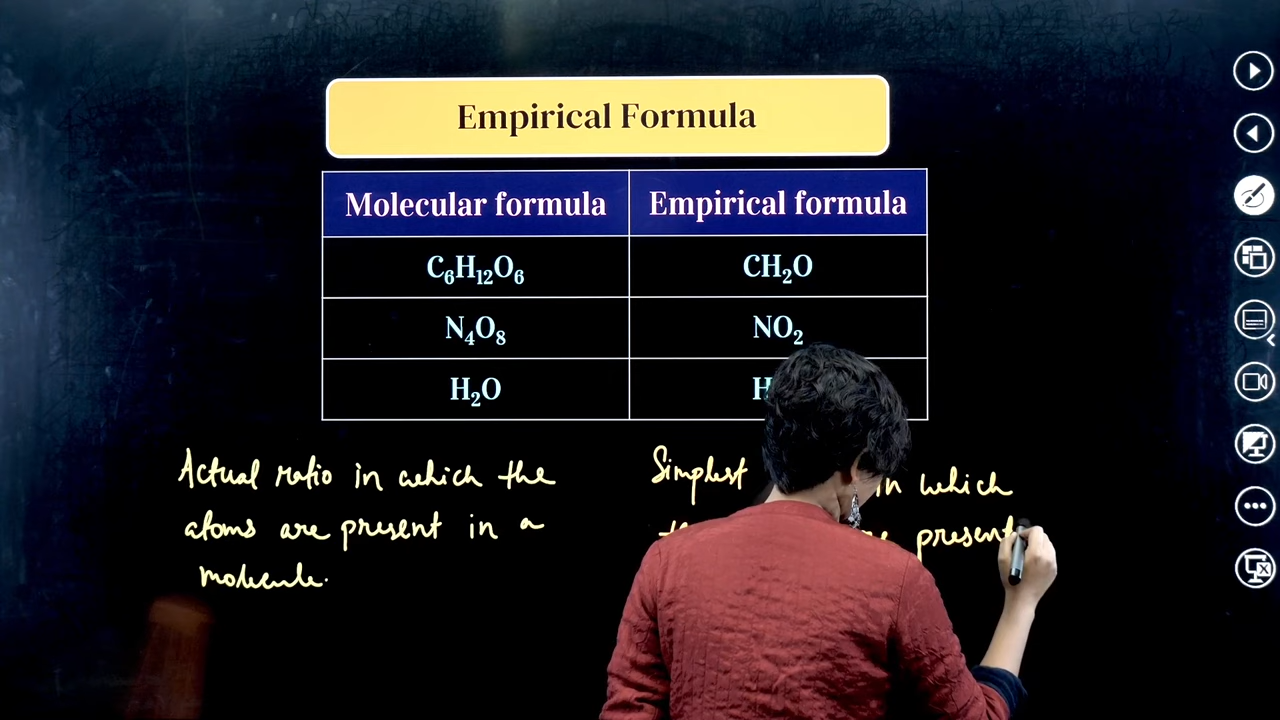 Empirical Formula
Molecular formula Empirical formula
C₆H₁₂O₆ CH₂O
N₄O₈ NO₂
H₂O H
Actual ratio in which the
atoms are present in a
molecule.
Simplest in which
present